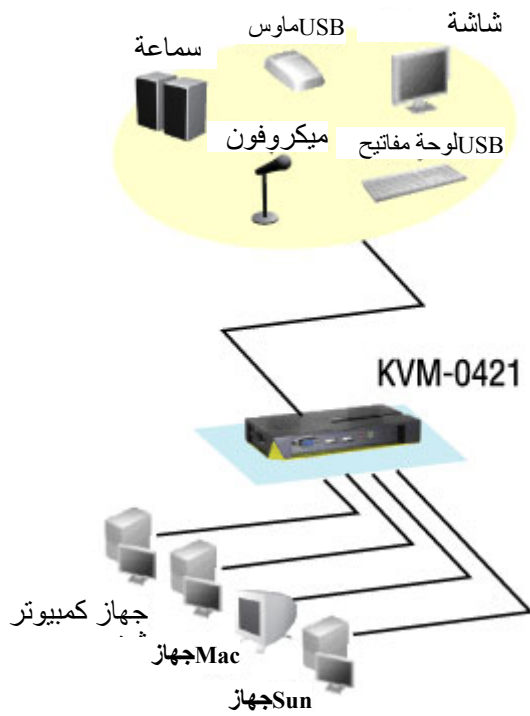 شاشة
USBماوس
سماعة
ميكروفون
USBلوحة مفاتيح
KVM-0421
جهاز كمبيوتر
Macجهاز
Sunجهاز